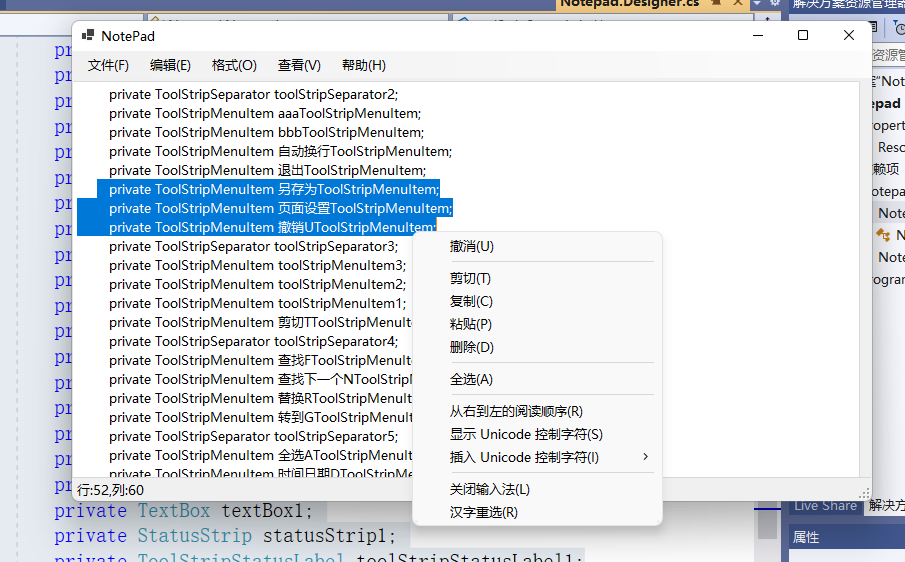 Notepad.Designer.cs
解决方案资源管理器
NotePad
文件(F) 编辑(E) 格式(O) 查看(V) 帮助(H)
private ToolStripSeparator toolStripSeparator2;
private ToolStripMenuItem aaaToolStripMenuItem;
private ToolStripMenuItem bbbToolStripMenuItem;
private ToolStripMenuItem 自动换行ToolStripMenuItem;
private ToolStripMenuItem 退出ToolStripMenuItem;
private ToolStripMenuItem 另存为ToolStripMenuItem;
private ToolStripMenuItem 页面设置ToolStripMenuItem;
private ToolStripMenuItem 撤销UToolStripMenuItem;
private ToolStripSeparator toolStripSeparator3;
private ToolStripMenuItem toolStripMenuItem3;
private ToolStripMenuItem toolStripMenuItem2;
private ToolStripMenuItem toolStripMenuItem1;
private ToolStripMenuItem 剪切TToolStripMenuIte
private ToolStripSeparator toolStripSeparator4;
private ToolStripMenuItem 查找FToolStripMenuIte
private ToolStripMenuItem 查找下一个NToolStripM
private ToolStripMenuItem 替换RToolStripMenuIt
private ToolStripMenuItem 转到GToolStripMenuIt
private ToolStripSeparator toolStripSeparator5;
private ToolStripMenuItem 全选AToolStripMenuIt
private ToolStripMenuItem 时间日期DToolStripMe
撤消(U)
剪切(T)
复制(C)
粘贴(P)
删除(D)
全选(A)
从右到左的阅读顺序(R)
显示 Unicode 控制字符(S)
插入 Unicode 控制字符(I)
关闭输入法(L)
汉字重选(R)
行:52,列:60
private TextBox textBox1;
private StatusStrip statusStrip1;
private ToolStripStatusLabel toolStripStatusLabel1;
Live Share 解决方
属性